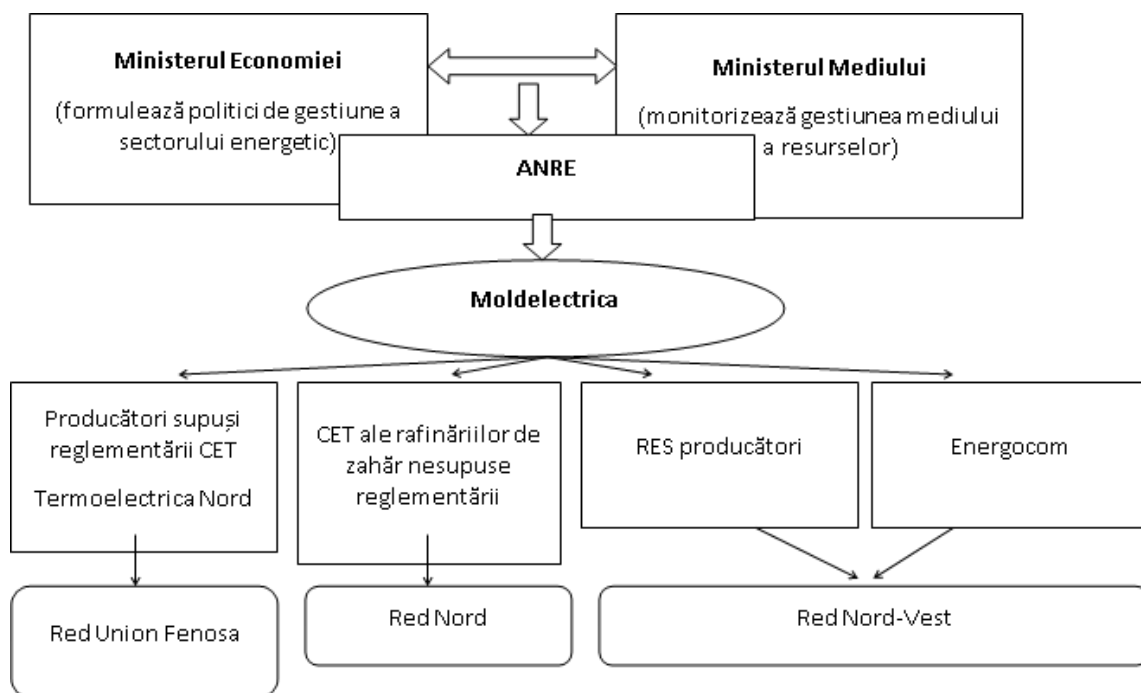 Ministerul Economiei
(formulează politici de gestiune a
sectorului energetic)
Ministerul Mediului
(monitorizează gestiunea mediului
a resurselor)
ANRE
Moldelectrica
Producători supuși
reglementării CET
Termoelectrica Nord
CET ale rafinăriilor de
zahăr nesupuse
reglementării
RES producători
Energocom
Red Union Fenosa
Red Nord
Red Nord-Vest